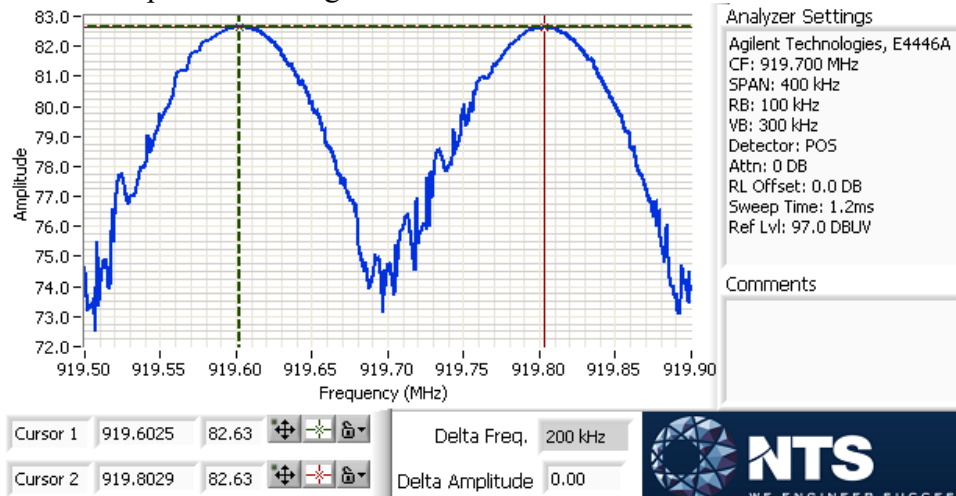 83.0
82.0
81.0
80.0
79.0
78.0
77.0
76.0
75.0
74.0
73.0
72.0
Amplitude
919.50 919.55 919.60 919.65 919.70 919.75 919.80 919.85 919.90
Frequency (MHz)
Analyzer Settings
Agilent Technologies, E4446A
CF: 919.700 MHz
SPAN: 400 kHz
RB: 100 kHz
VB: 300 kHz
Detector: POS
Attn: 0 DB
RL Offset: 0.0 DB
Sweep Time: 1.2ms
Ref Lvl: 97.0 DBUV
Comments
Cursor 1 919.6025 82.63
Cursor 2 919.8029 82.63
Delta Freq. 200 kHz
Delta Amplitude 0.00
NTS